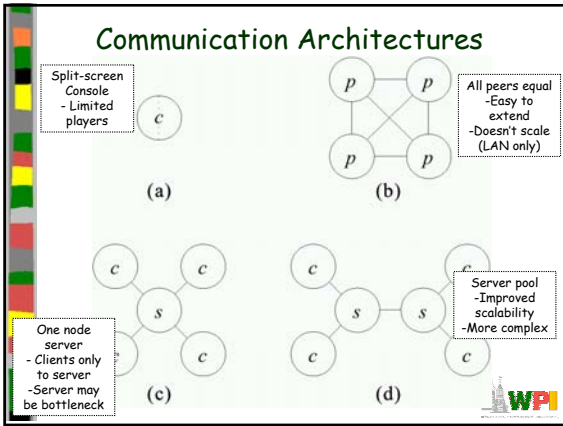 Communication Architectures
Split-screen
Console
- Limited
players
c
(a)
p
p
p
p
(b)
All peers equal
-Easy to
extend
-Doesn't scale
(LAN only)
c
c
s
c
One node
server
- Clients only
to server
-Server may
be bottleneck
(c)
c
c
s
s
c
c
Server pool
-Improved
scalability
-More complex
(d)
WPI